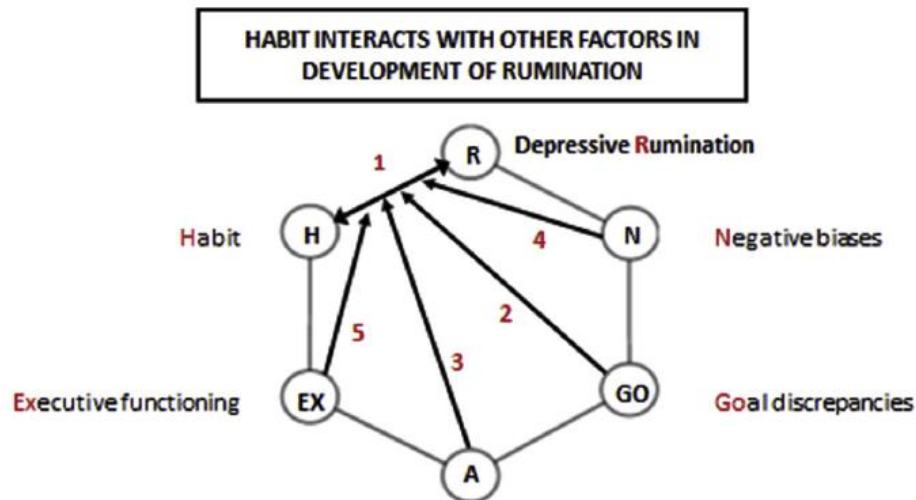 HABIT INTERACTS WITH OTHER FACTORS IN
DEVELOPMENT OF RUMINATION
R
Depressive Rumination
1
Habit
H
N
Negative biases
4
2
5
3
Executive functioning
EX
GO
Goal discrepancies
A